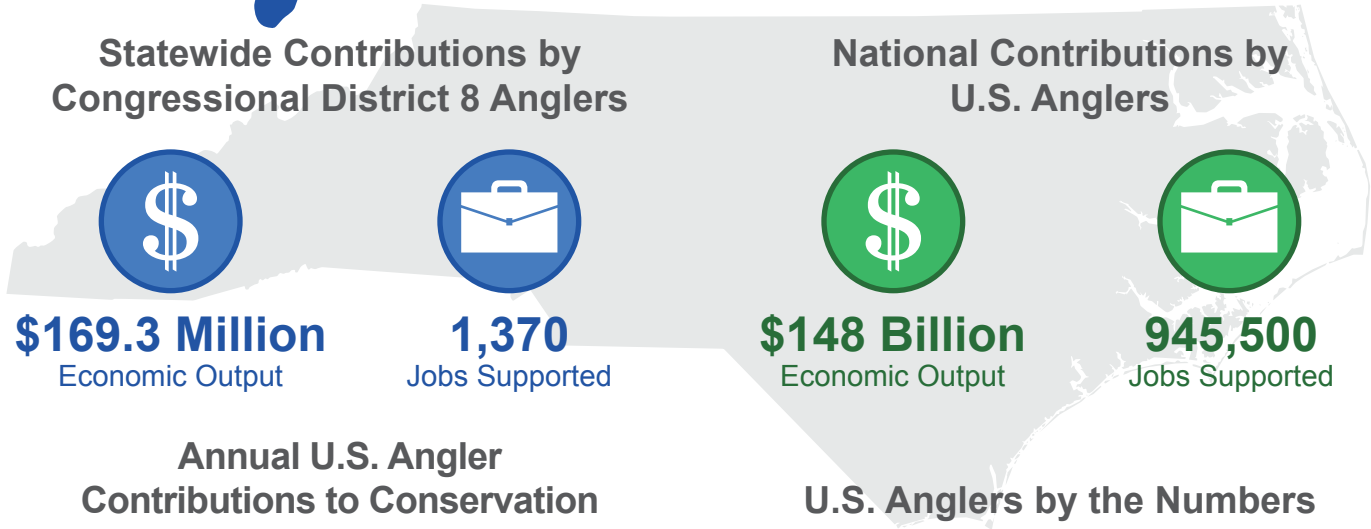 Statewide Contributions by
Congressional District 8 Anglers
$
$169.3 Million
Economic Output
1,370
Jobs Supported
National Contributions by
U.S. Anglers
$
$148 Billion
Economic Output
945,500
Jobs Supported
Annual U.S. Angler
Contributions to Conservation
U.S. Anglers by the Numbers